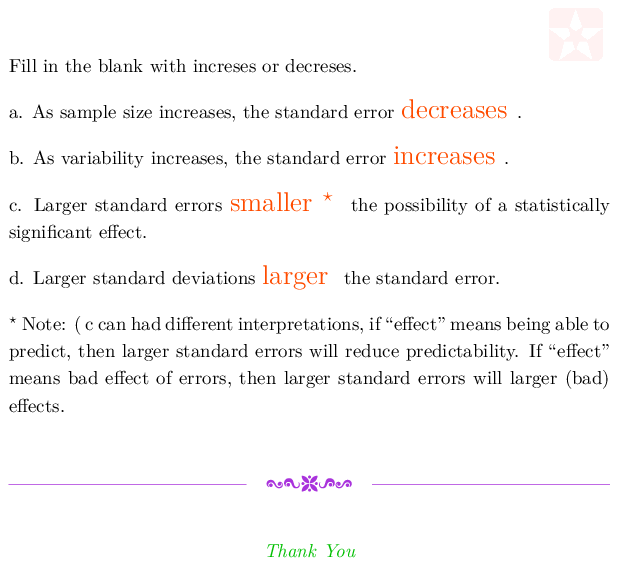 Fill in the blank with increses or decreses.
a. As sample size increases, the standard error decreases .
b. As variability increases, the standard error increases .
c. Larger standard errors smaller * the possibility of a statistically
significant effect.
d. Larger standard deviations larger the standard error.
* Note: ( c can had different interpretations, if “effect” means being able to
predict, then larger standard errors will reduce predictability. If “effect”
means bad effect of errors, then larger standard errors will larger (bad)
effects.
Thank You